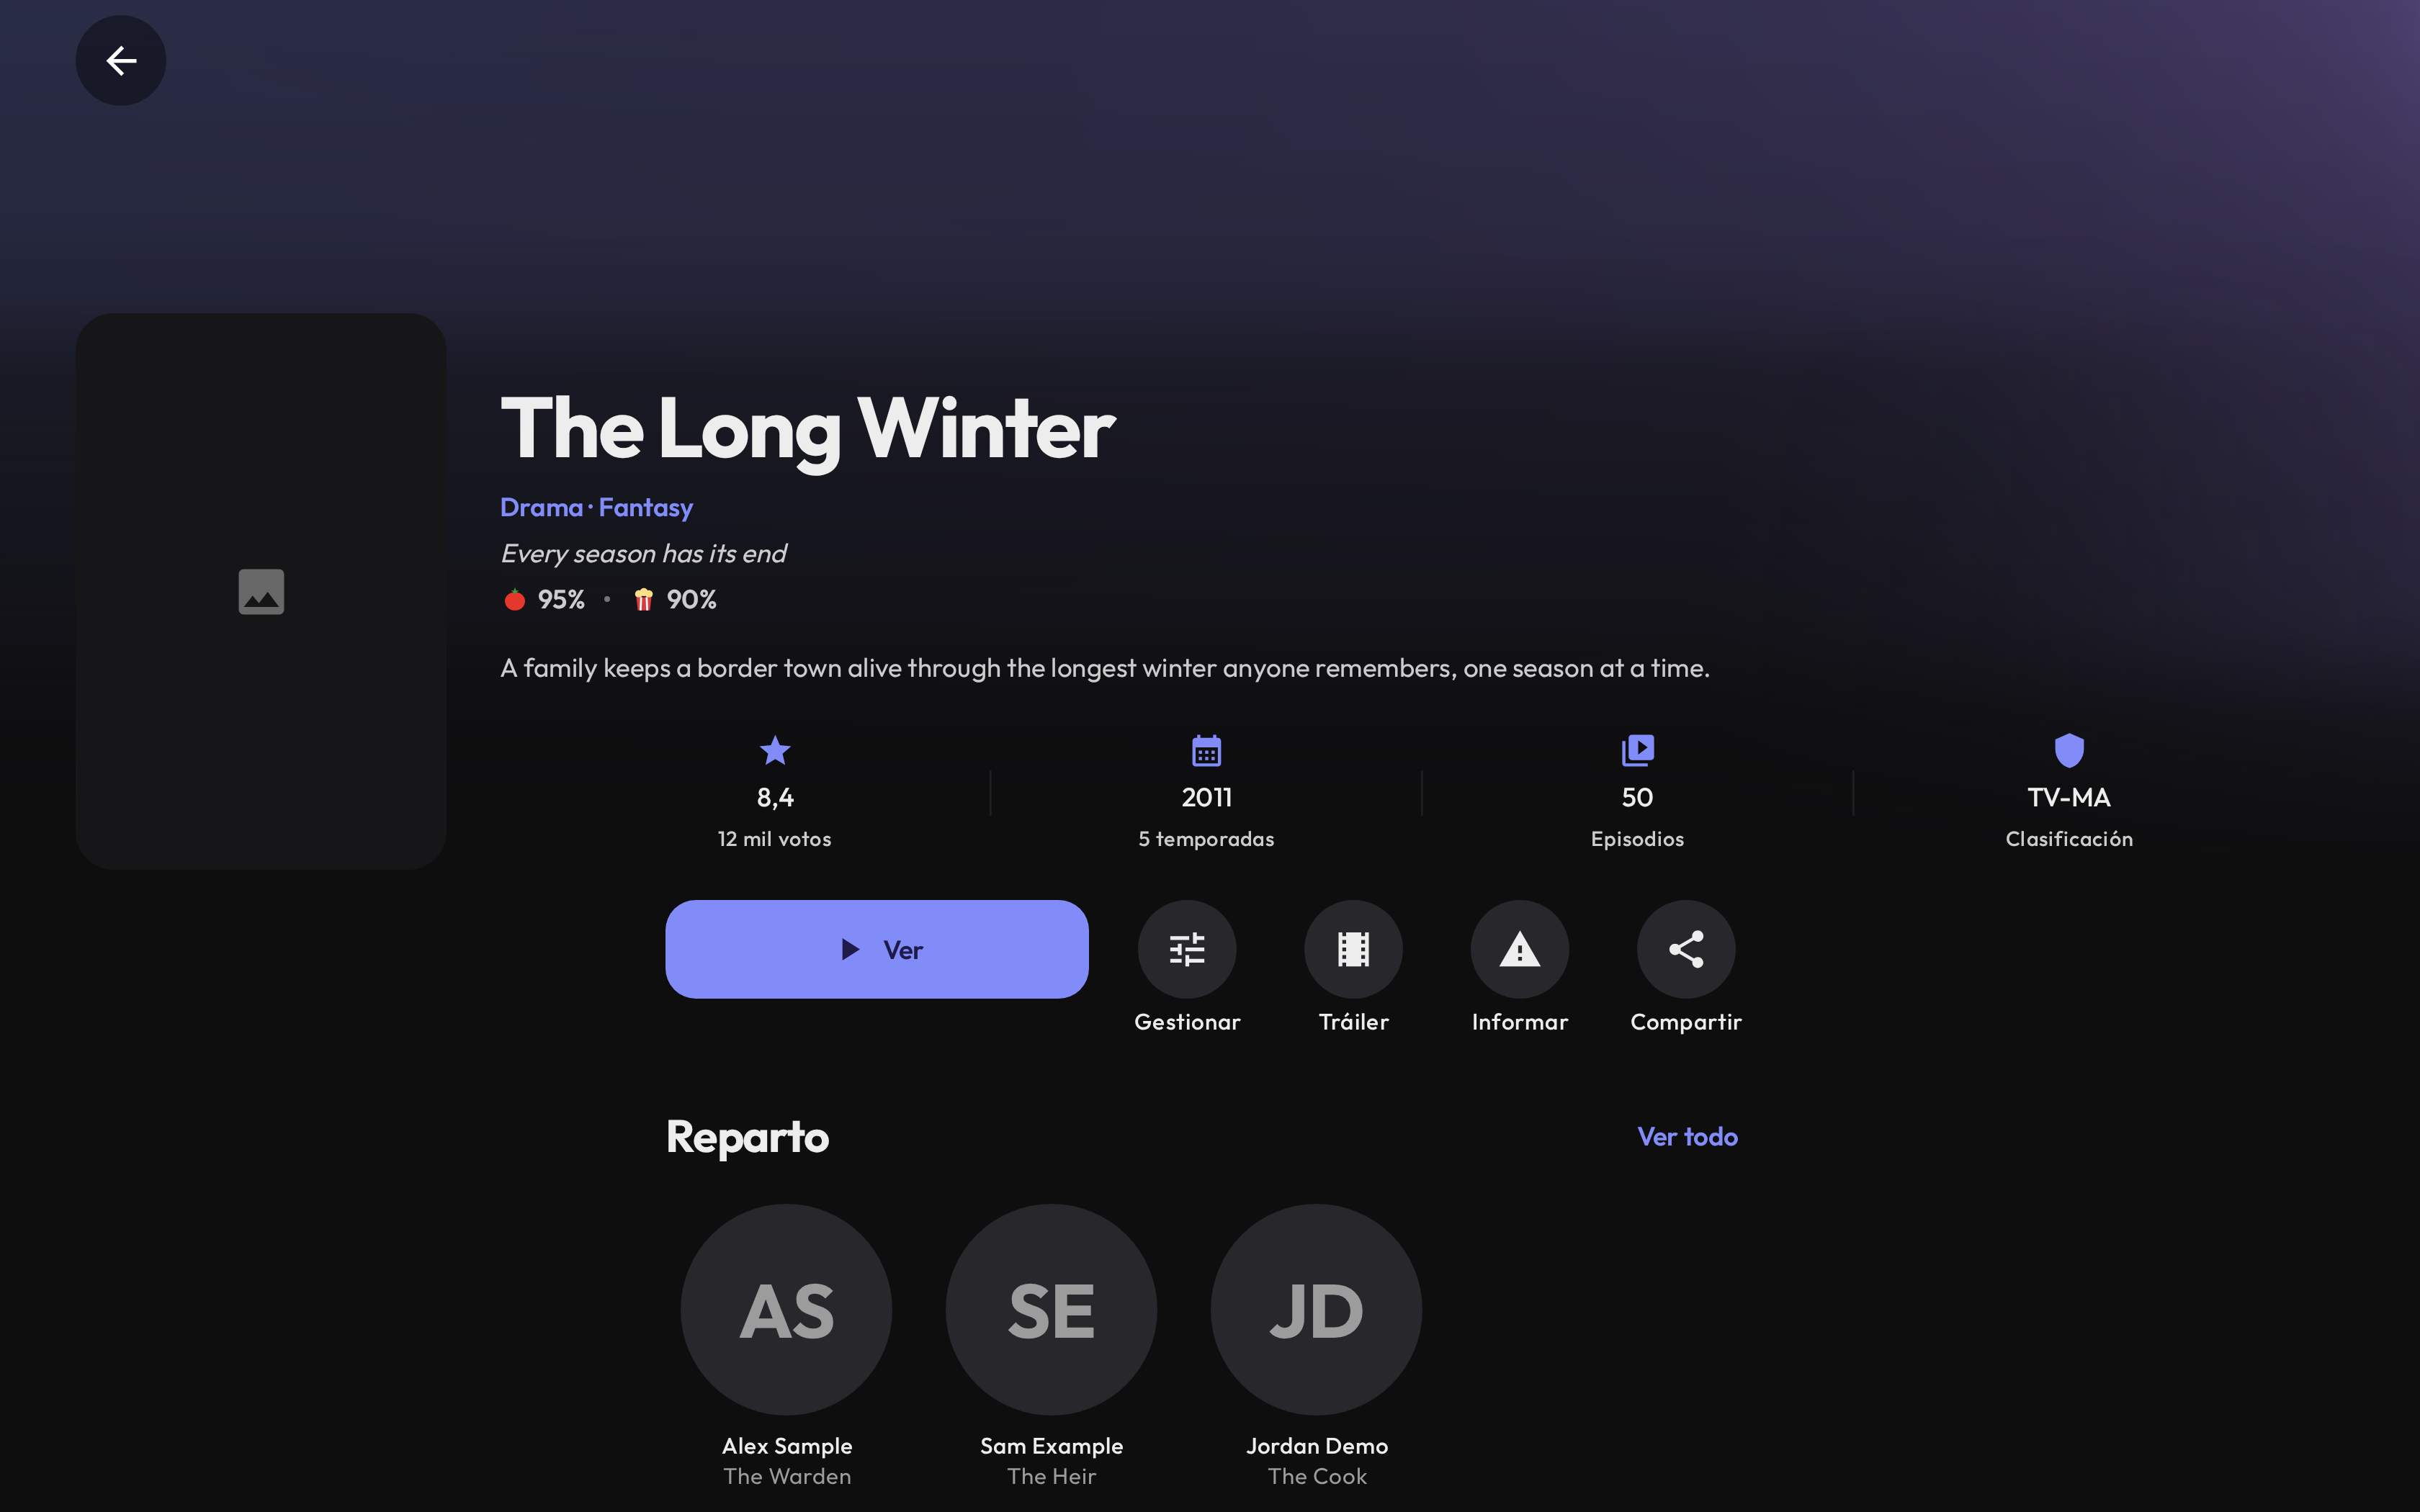 The Long Winter
Drama · Fantasy
Every season has its end
95% • 90%
A family keeps a border town alive through the longest winter anyone remembers, one season at a time.
8,4
12 mil votos
2011
5 temporadas
50
Episodios
TV-MA
Clasificación
Ver
Gestionar
Tráiler
Informar
Compartir
Reparto
Ver todo
AS
SE
JD
Alex Sample
The Warden
Sam Example
The Heir
Jordan Demo
The Cook